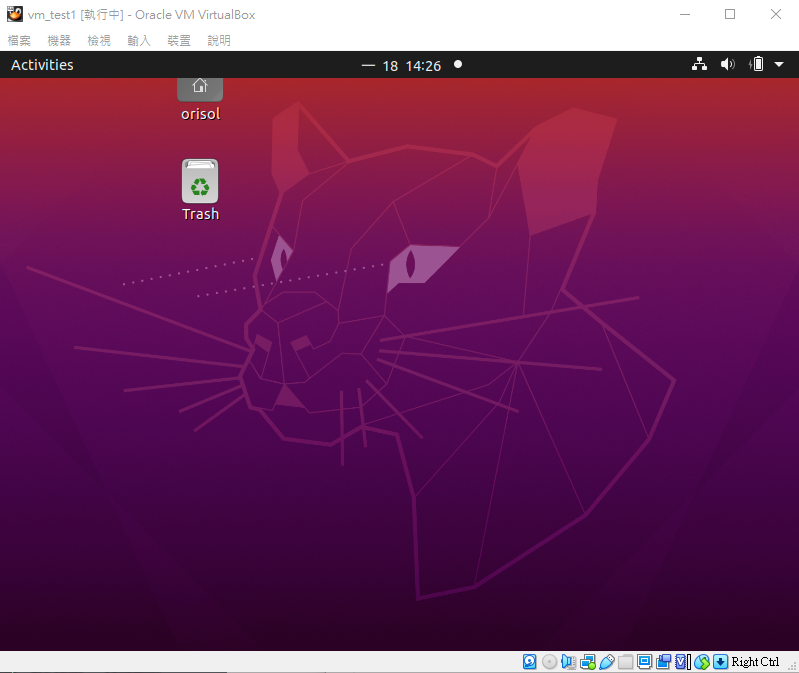 vm_test1 [執行中] - Oracle VM VirtualBox
檔案 機器 檢視 輸入 裝置 說明
Activities 一 18 14:26
orisol
Trash
Right Ctrl